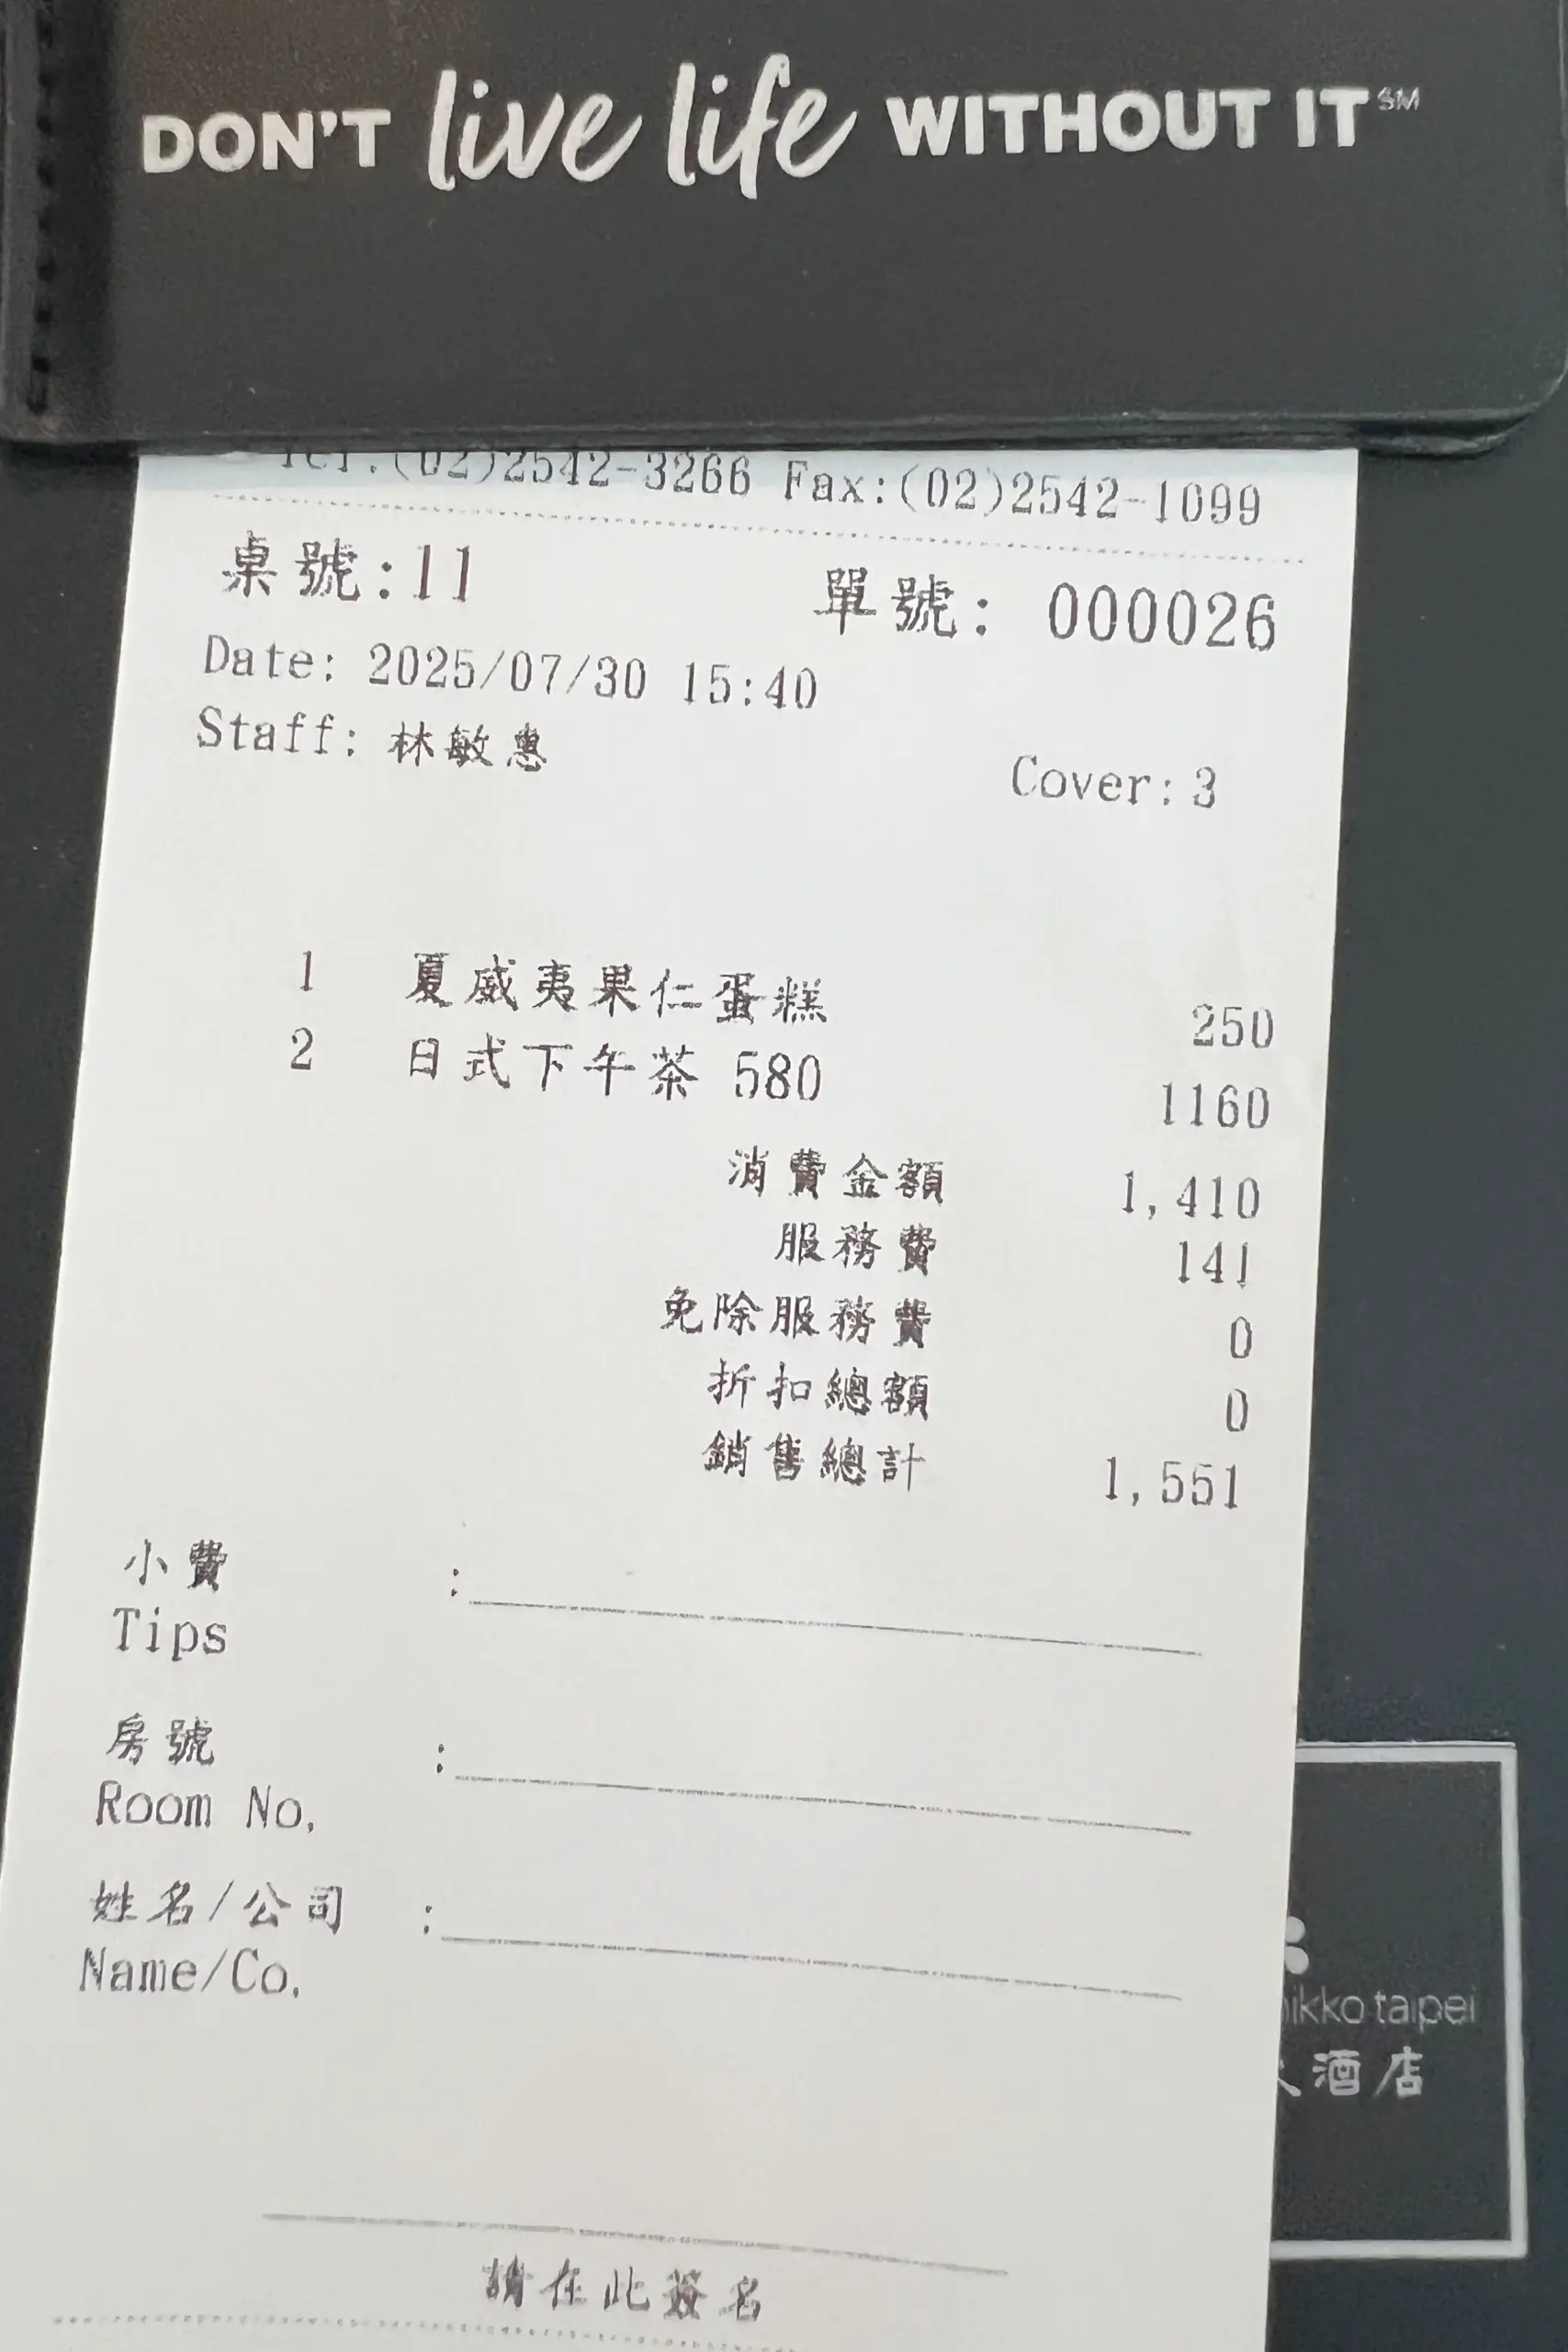 DON'T live life WITHOUT IT SM
Tel.:(02)2542-3266 Fax:(02)2542-1099
桌號:11 單號: 000026
Date: 2025/07/30 15:40
Staff: 林敏惠
Cover: 3
1 夏威夷果仁蛋糕 250
2 日式下午茶 580 1160
消費金額 1,410
服務費 141
免除服務費 0
折扣總額 0
銷售總計 1,551
小費 :
Tips
房號 :
Room No.
姓名/公司 :
Name/Co.
nikko taipei
酒店
請在此簽名